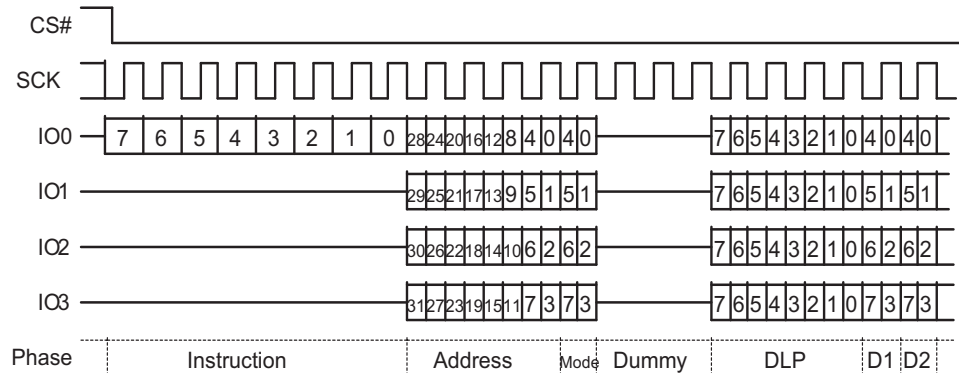 CS#
SCK
IO0 7 6 5 4 3 2 1 0 28 24 20 16 12 8 4 0 4 0 7 6 5 4 3 2 1 0 4 0 4 0
IO1 29 25 21 17 13 9 5 1 5 1 7 6 5 4 3 2 1 0 5 1 5 1
IO2 30 26 22 18 14 10 6 2 6 2 7 6 5 4 3 2 1 0 6 2 6 2
IO3 31 27 23 19 15 11 7 3 7 3 7 6 5 4 3 2 1 0 7 3 7 3
Phase Instruction Address Mode Dummy DLP D1 D2